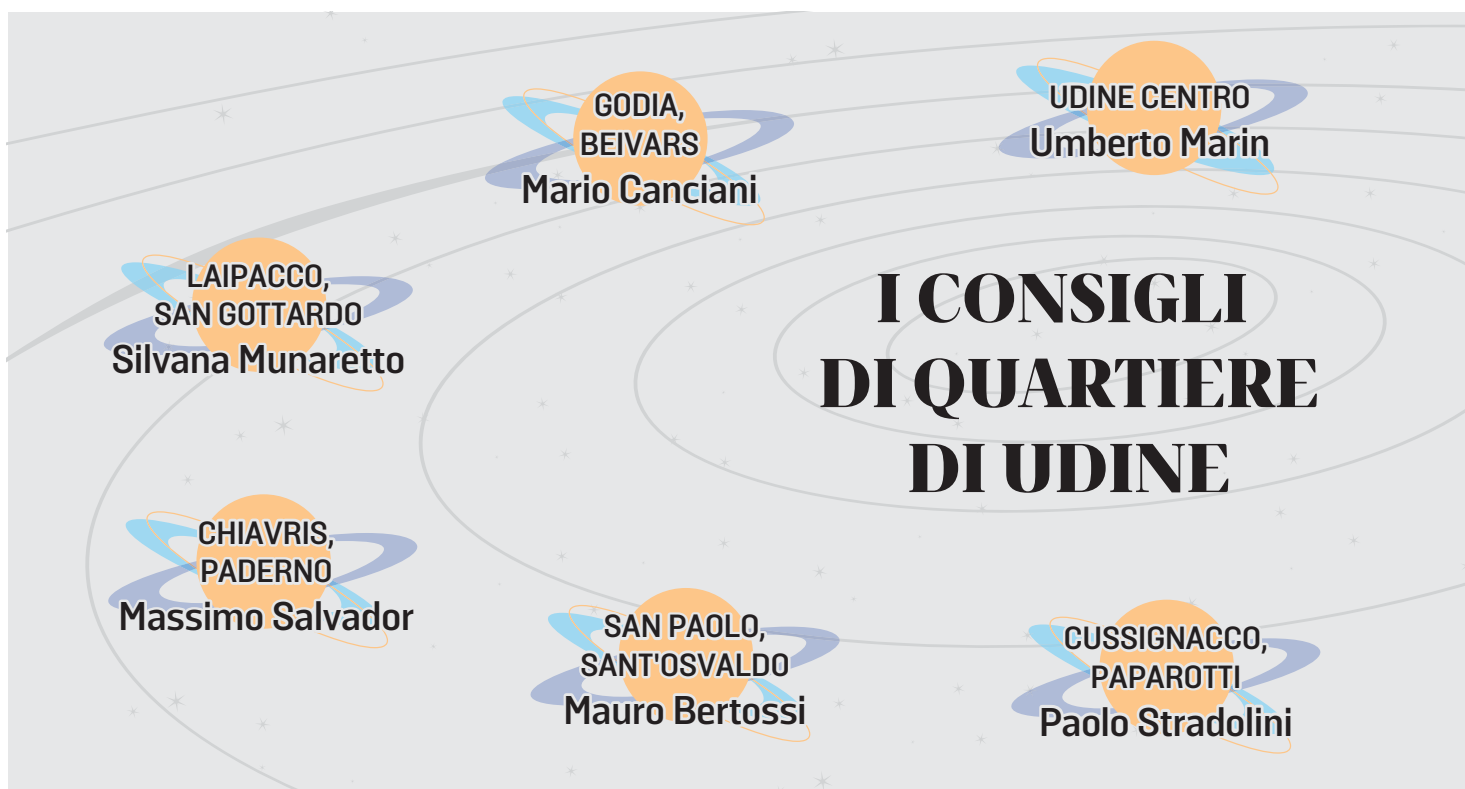 GODIA,
BEIVARS
Mario Canciani
UDINE CENTRO
Umberto Marin
LAIPACCO,
SAN GOTTARDO
Silvana Munaretto
I CONSIGLI
DI QUARTIERE
DI UDINE
CHIAVRIS,
PADERNO
Massimo Salvador
SAN PAOLO,
SANT'OSVALDO
Mauro Bertossi
CUSSIGNACCO,
PAPAROTTI
Paolo Stradolini